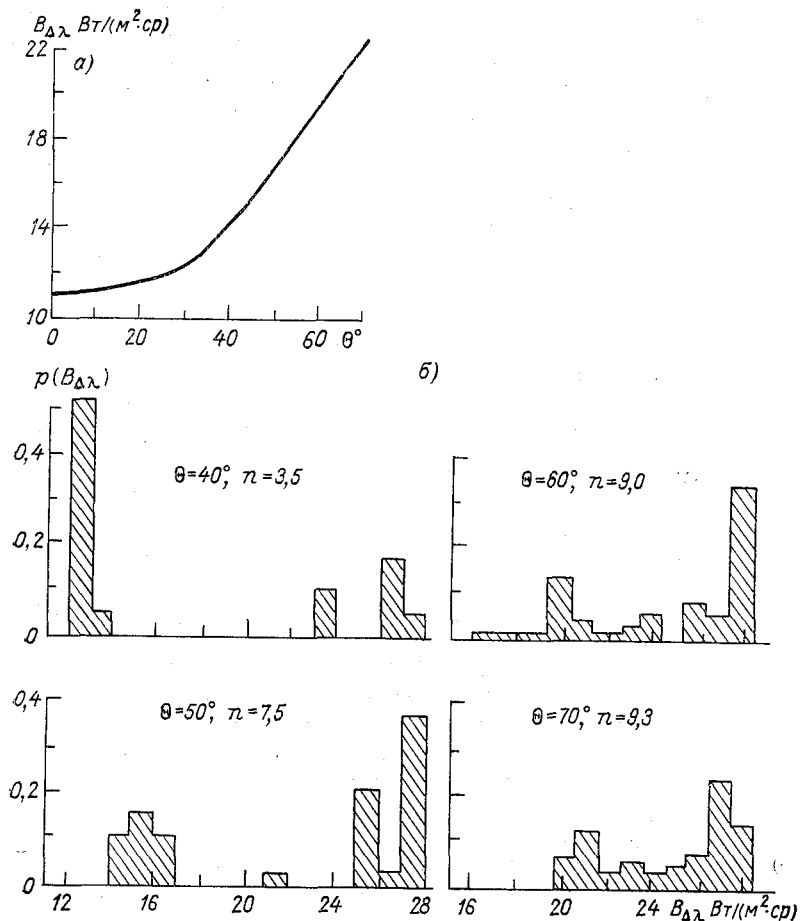 B_Δλ Вт/(м²·ср)
22
а)
18
14
10
0 20 40 60 θ°
p(B_Δλ)
б)
0,4
θ=40°, n=3,5
θ=60°, n=9,0
0,2
0
0,4
θ=50°, n=7,5
θ=70°, n=9,3
0,2
0
12 16 20 24 28
16 20 24 B_Δλ Вт/(м²·ср)